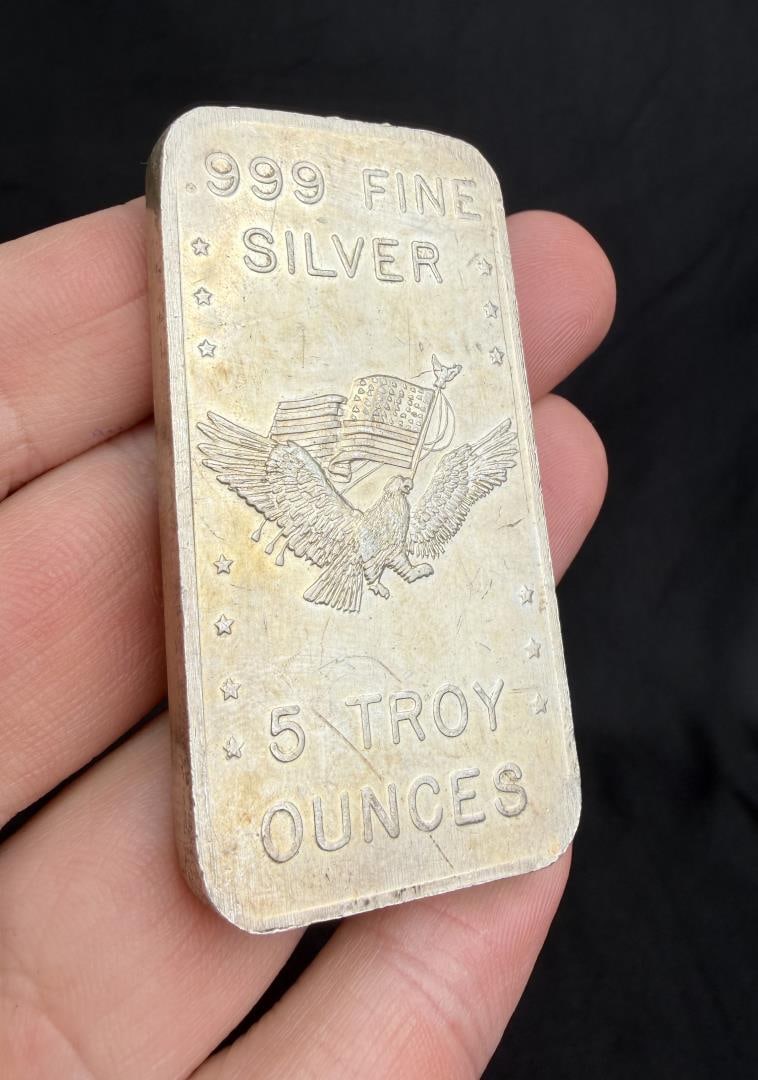 999 FINE
SILVER
5 TROY
OUNCES